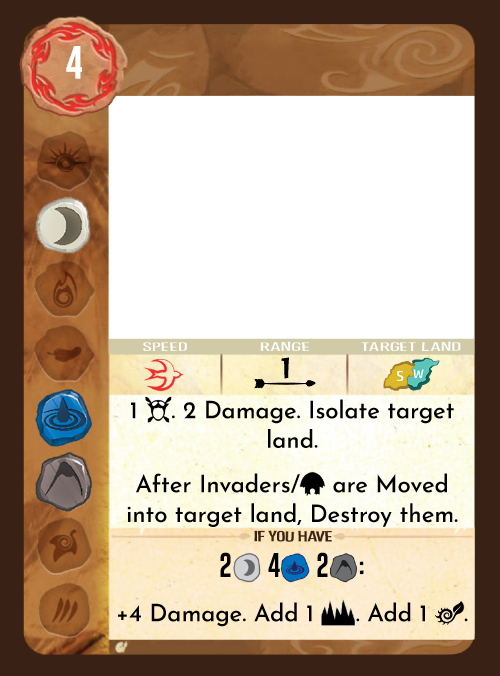 4
SPEED RANGE TARGET LAND
1
S W
1 . 2 Damage. Isolate target
land.
After Invaders/ are Moved
into target land, Destroy them.
IF YOU HAVE
2 4 2 :
+4 Damage. Add 1 . Add 1 .